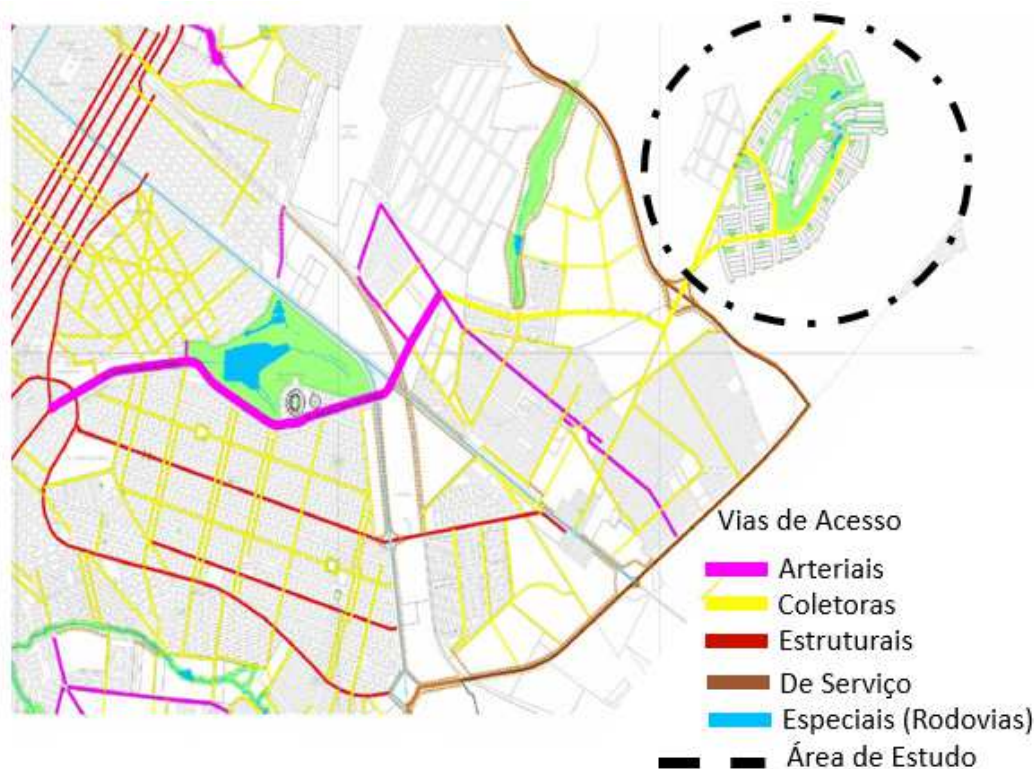 Vias de Acesso
Arteriais
Coletoras
Estruturais
De Serviço
Especiais (Rodovias)
Área de Estudo